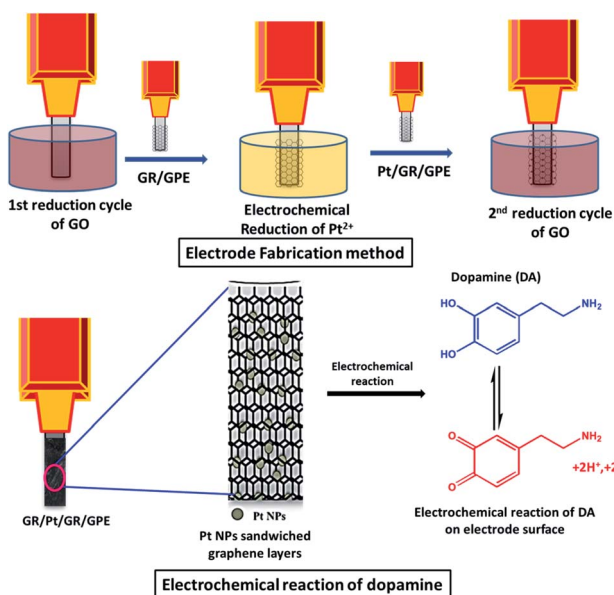 GR/GPE
Pt/GR/GPE
1st reduction cycle
of GO
Electrochemical
Reduction of Pt²⁺
2ⁿᵈ reduction cycle
of GO
Electrode Fabrication method
GR/Pt/GR/GPE
Pt NPs
Pt NPs sandwiched
graphene layers
Electrochemical
reaction
Dopamine (DA)
HO
HO
NH₂
O
O
NH₂
+2H⁺,+2
Electrochemical reaction of DA
on electrode surface
Electrochemical reaction of dopamine